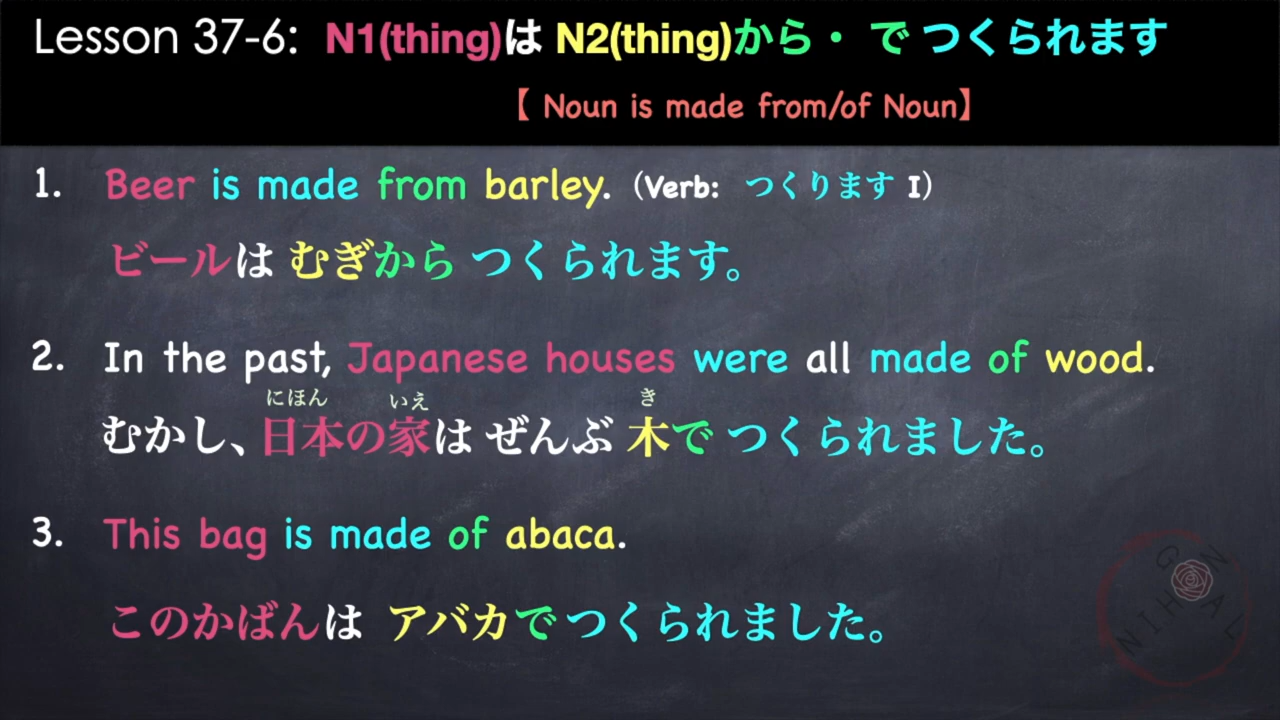 Lesson 37-6: N1(thing)は N2(thing)から・ で つくられます
【 Noun is made from/of Noun】
1. Beer is made from barley. (Verb: つくります I)
ビールは むぎから つくられます。
2. In the past, Japanese houses were all made of wood.
にほん いえ き
むかし、日本の家は ぜんぶ 木で つくられました。
3. This bag is made of abaca.
このかばんは アバカで つくられました。